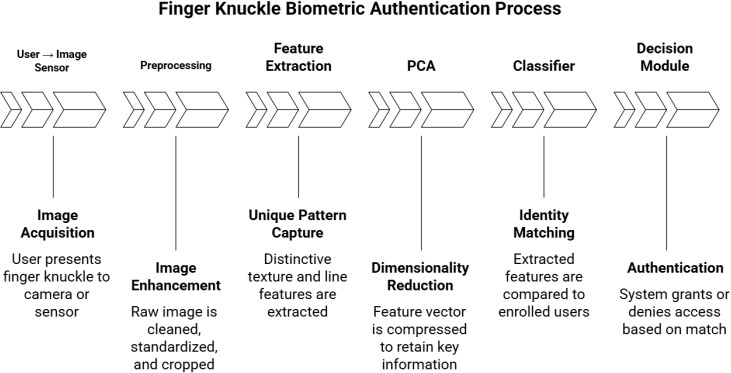 Finger Knuckle Biometric Authentication Process
User → Image
Sensor
Preprocessing
Feature
Extraction
PCA
Classifier
Decision
Module
Image
Acquisition
User presents
finger knuckle to
camera or
sensor
Image
Enhancement
Raw image is
cleaned,
standardized,
and cropped
Unique Pattern
Capture
Distinctive
texture and line
features are
extracted
Dimensionality
Reduction
Feature vector
is compressed
to retain key
information
Identity
Matching
Extracted
features are
compared to
enrolled users
Authentication
System grants or
denies access
based on match